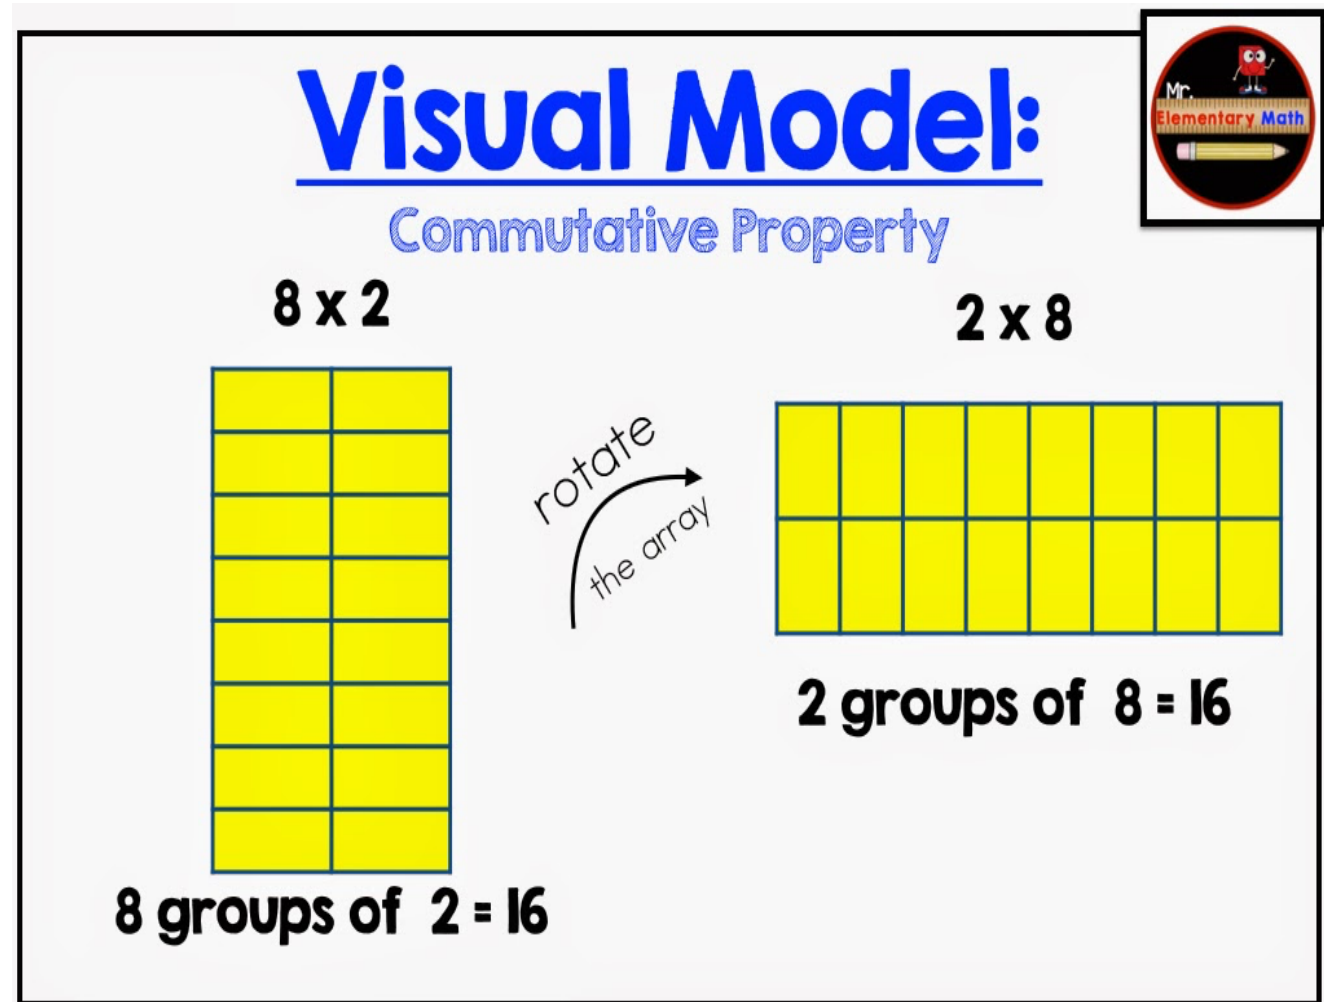 Visual Model:
Mr.
Elementary Math
Commutative Property
8 x 2
2 x 8
rotate
the array
2 groups of 8 = 16
8 groups of 2 = 16